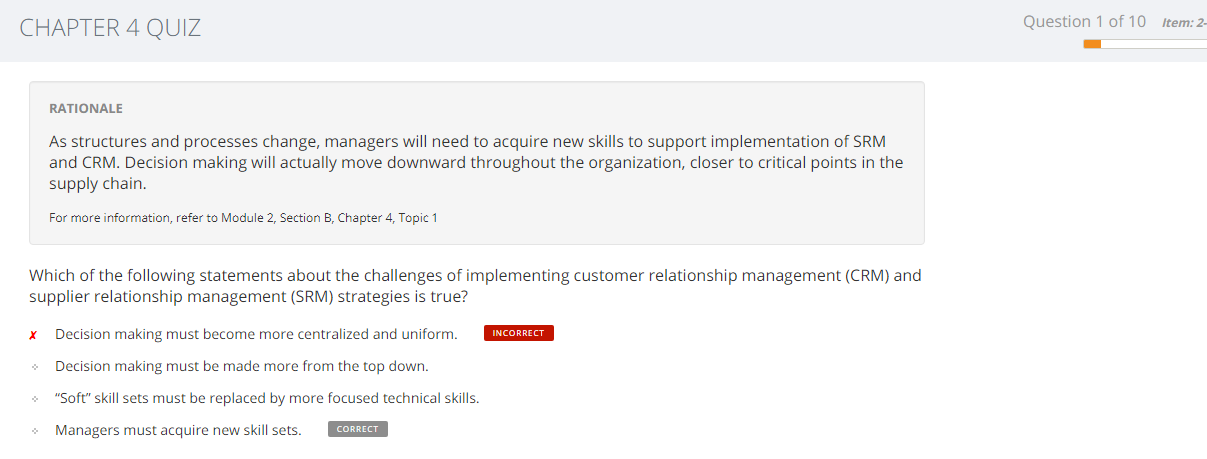 CHAPTER 4 QUIZ
Question 1 of 10 Item: 2-
RATIONALE
As structures and processes change, managers will need to acquire new skills to support implementation of SRM
and CRM. Decision making will actually move downward throughout the organization, closer to critical points in the
supply chain.
For more information, refer to Module 2, Section B, Chapter 4, Topic 1
Which of the following statements about the challenges of implementing customer relationship management (CRM) and
supplier relationship management (SRM) strategies is true?
✗ Decision making must become more centralized and uniform. INCORRECT
Decision making must be made more from the top down.
“Soft” skill sets must be replaced by more focused technical skills.
Managers must acquire new skill sets. CORRECT